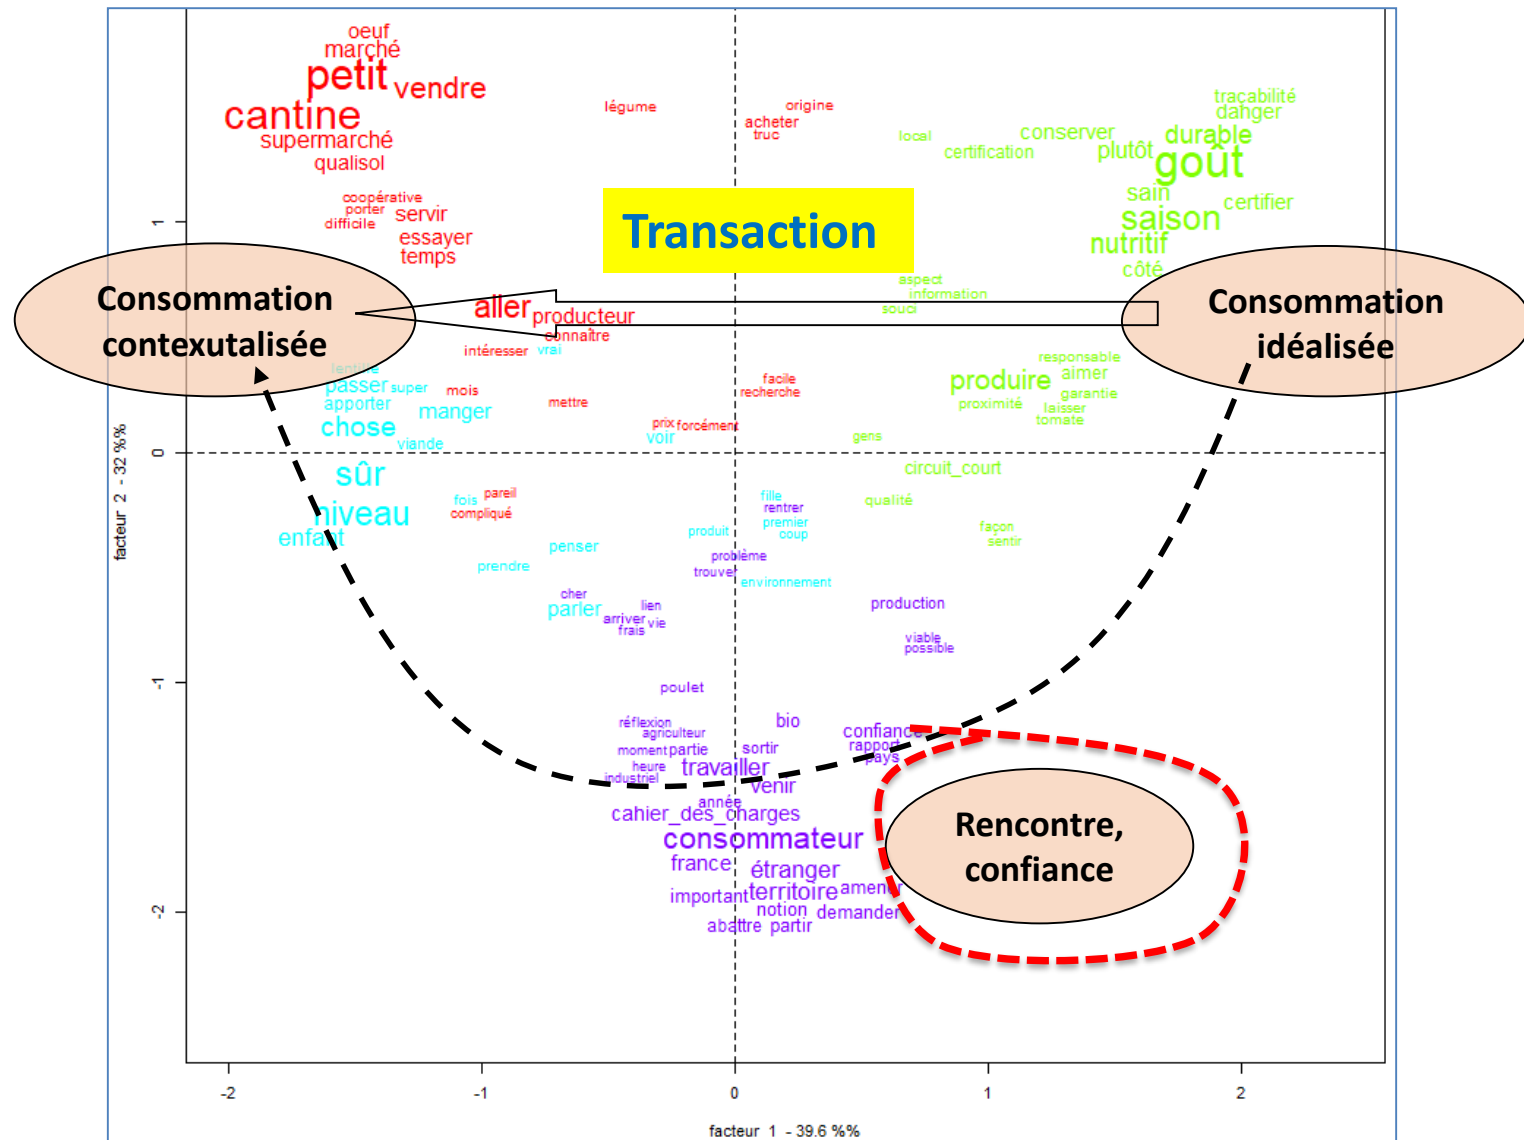 oeuf
marché
petit
vendre
cantine
supermarché
qualisol
légume
origine
acheter
truc
local
certification
conserver
plutôt
tracabilité
danger
durable
goût
sain
certifier
saison
nutritif
côté
coopérative
porter
difficile
servir
essayer
temps
Transaction
aspect
information
souci
Consommation
contexutalisée
Consommation
idéalisée
aller
producteur
connaître
intéresser
vrai
lentille
passer
super
mois
apporter
manger
chose
viande
mettre
facile
recherche
prix
forcément
voir
responsable
aimer
produire
garantie
proximité
laisser
tomate
gens
circuit_court
qualité
façon
sentir
sûr
niveau
enfant
fois
pareil
compliqué
fille
rentrer
premier
coup
produit
penser
problème
trouver
prendre
environnement
cher
parler
lien
arriver
vie
frais
production
viable
possible
poulet
réflexion
agriculteur
bio
confiance
rapport
pays
moment
partie
sortir
heure
travailler
industriel
venir
année
cahier_des_charges
consommateur
france
étranger
important
territoire
amener
notion
demander
abattre
partir
Rencontre,
confiance
1
0
-1
-2
facteur 2 - 32 %%
-2
-1
0
1
2
facteur 1 - 39.6 %%